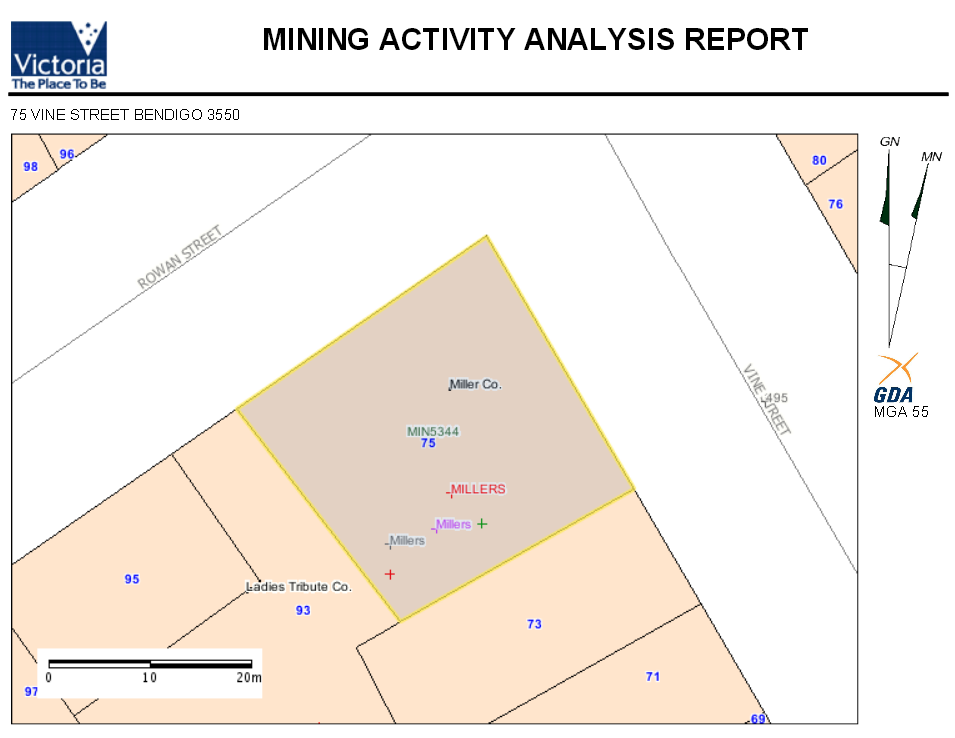 Victoria
The Place To Be
MINING ACTIVITY ANALYSIS REPORT
75 VINE STREET BENDIGO 3550
98
96
80
76
GN
MN
ROWAN STREET
Miller Co.
VINE STREET
495
GDA
MGA 55
MIN5344
75
MILLERS
Millers
Millers
95
Ladies Tribute Co.
93
73
71
97
69
0 10 20m